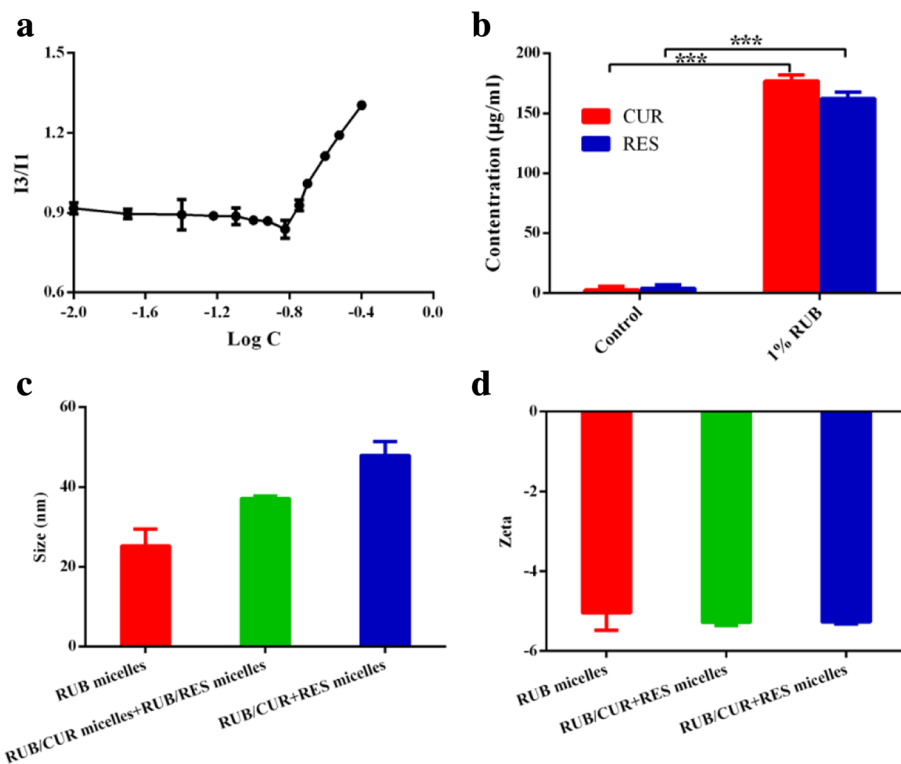 a
1.5
1.2
0.9
0.6
I3/I1
-2.0 -1.6 -1.2 -0.8 -0.4 0.0
Log C
b
200
150
100
50
0
Contentration (μg/ml)
***
***
CUR
RES
Control
1% RUB
c
60
40
20
0
Size (nm)
RUB micelles
RUB/CUR micelles+RUB/RES micelles
RUB/CUR+RES micelles
d
0
-2
-4
-6
Zeta
RUB micelles
RUB/CUR+RES micelles
RUB/CUR+RES micelles